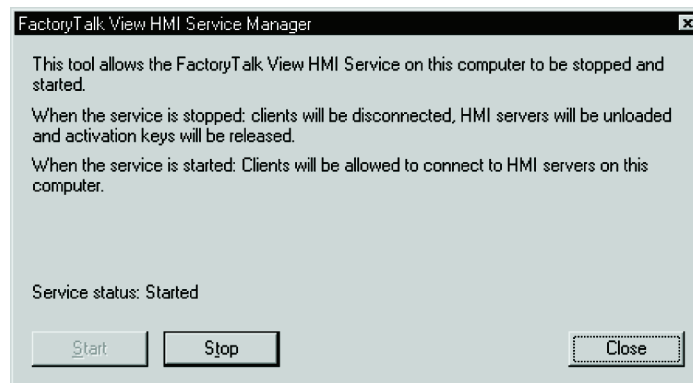 FactoryTalk View HMI Service Manager
This tool allows the FactoryTalk View HMI Service on this computer to be stopped and
started.
When the service is stopped: clients will be disconnected, HMI servers will be unloaded
and activation keys will be released.
When the service is started: Clients will be allowed to connect to HMI servers on this
computer.
Service status: Started
Start Stop Close